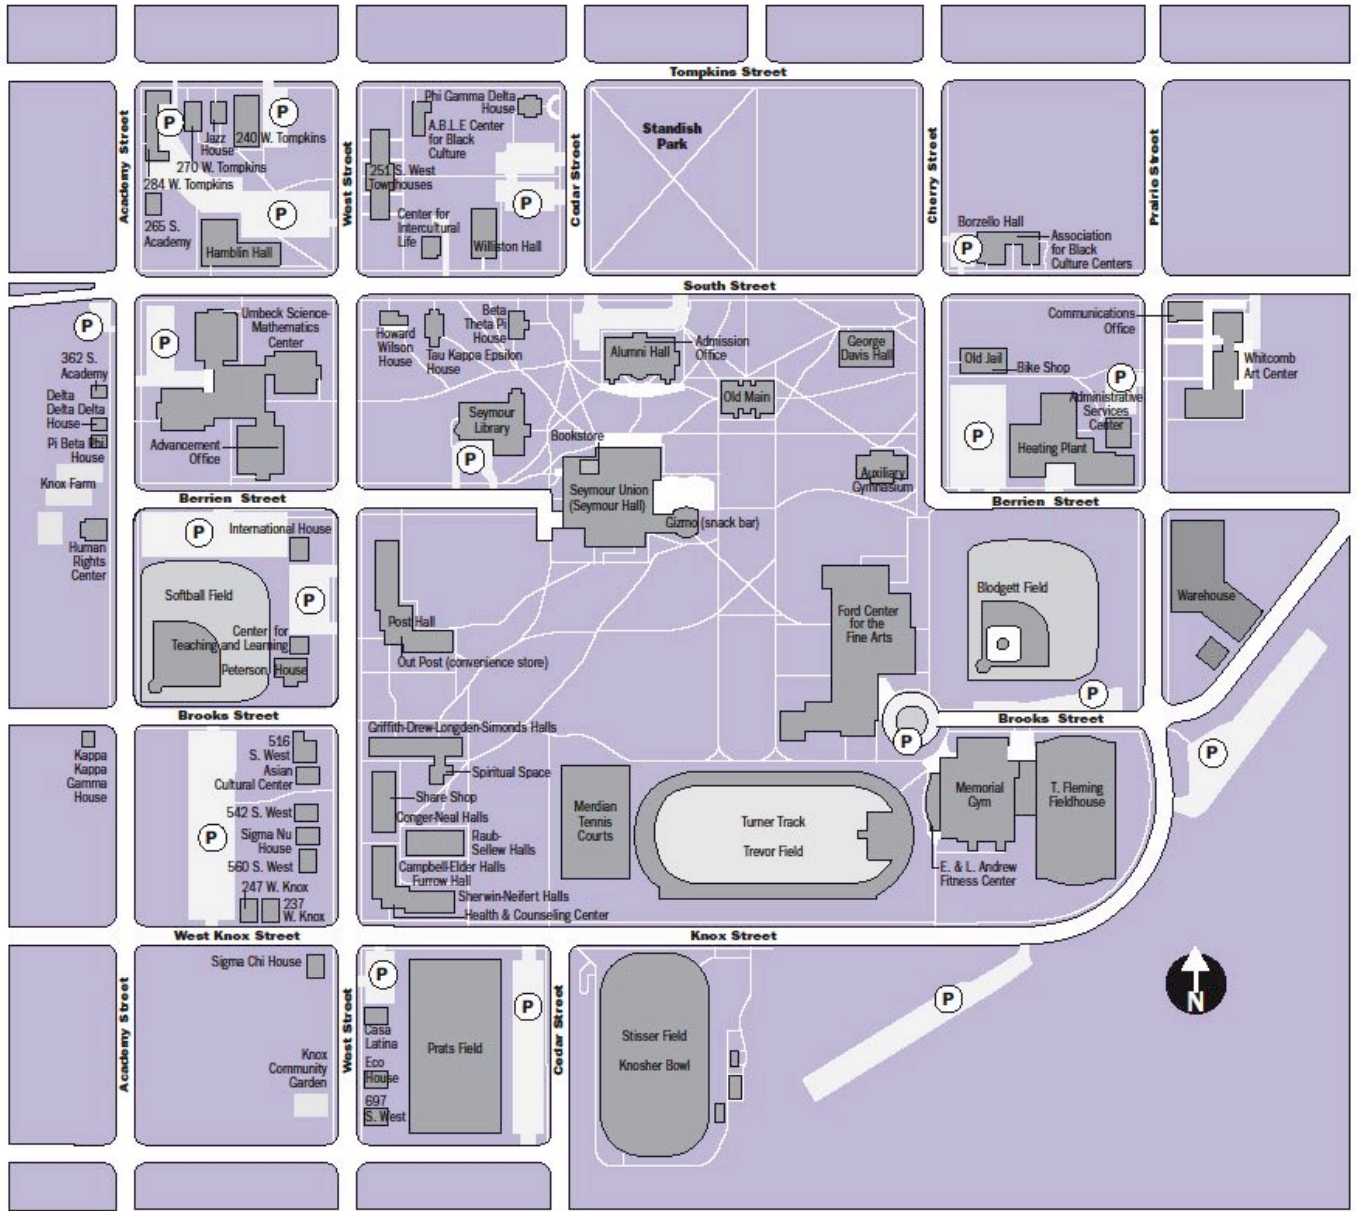 Tompkins Street
Academy Street
West Street
Cedar Street
Cherry Street
Prairie Street
P
P
Jazz
House
240 W. Tompkins
270 W. Tompkins
284 W. Tompkins
265 S.
Academy
P
Hamblin Hall
Phi Gamma Delta
House
A.B.L.E Center
for Black
Culture
251 S. West
Townhouses
Center for
Intercultural
Life
P
Williston Hall
Standish
Park
Borzello Hall
P
Association
for Black
Culture Centers
South Street
P
362 S.
Academy
Delta
Delta Delta
House
Pi Beta Phi
House
Knox Farm
Human
Rights
Center
P
Umbeck Science-
Mathematics
Center
Advancement
Office
Howard
Wilson
House
Tau Kappa Epsilon
House
Beta
Theta Pi
House
Alumni Hall
Admission
Office
George
Davis Hall
Old Main
Seymour
Library
P
Bookstore
Seymour Union
(Seymour Hall)
Gizmo (snack bar)
Auxiliary
Gymnasium
Old Jail
Bike Shop
P
Administrative
Services
Center
P
Heating Plant
Communications
Office
Whitcomb
Art Center
Berrien Street
Berrien Street
P
International House
Softball Field
P
Center for
Teaching and Learning
Peterson House
Post Hall
Out Post (convenience store)
Ford Center
for the
Fine Arts
Blodgett Field
P
Warehouse
Brooks Street
Brooks Street
P
P
Kappa
Kappa
Gamma
House
516
S. West
Asian
Cultural Center
542 S. West
P
Sigma Nu
House
560 S. West
247 W. Knox
237
W. Knox
Griffith-Drew-Longden-Simonds Halls
Spiritual Space
Share Shop
Conger-Neal Halls
Raub-
Sellew Halls
Campbell-Elder Halls
Furrow Hall
Sherwin-Neifert Halls
Health & Counseling Center
Merdian
Tennis
Courts
Turner Track
Trevor Field
Memorial
Gym
T. Fleming
Fieldhouse
E. & L. Andrew
Fitness Center
West Knox Street
Knox Street
Academy Street
West Street
Cedar Street
Sigma Chi House
Knox
Community
Garden
P
Casa
Latina
Eco
House
697
S. West
Prats Field
P
Stisser Field
Knosher Bowl
P
N